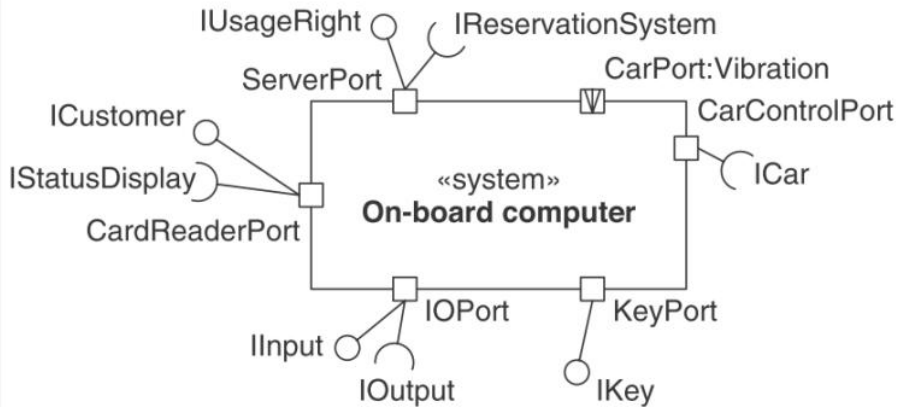 IUsageRight
IReservationSystem
ServerPort
CarPort:Vibration
ICustomer
CarControlPort
IStatusDisplay
«system»
ICar
On-board computer
CardReaderPort
IOPort
KeyPort
IInput
IOutput
IKey